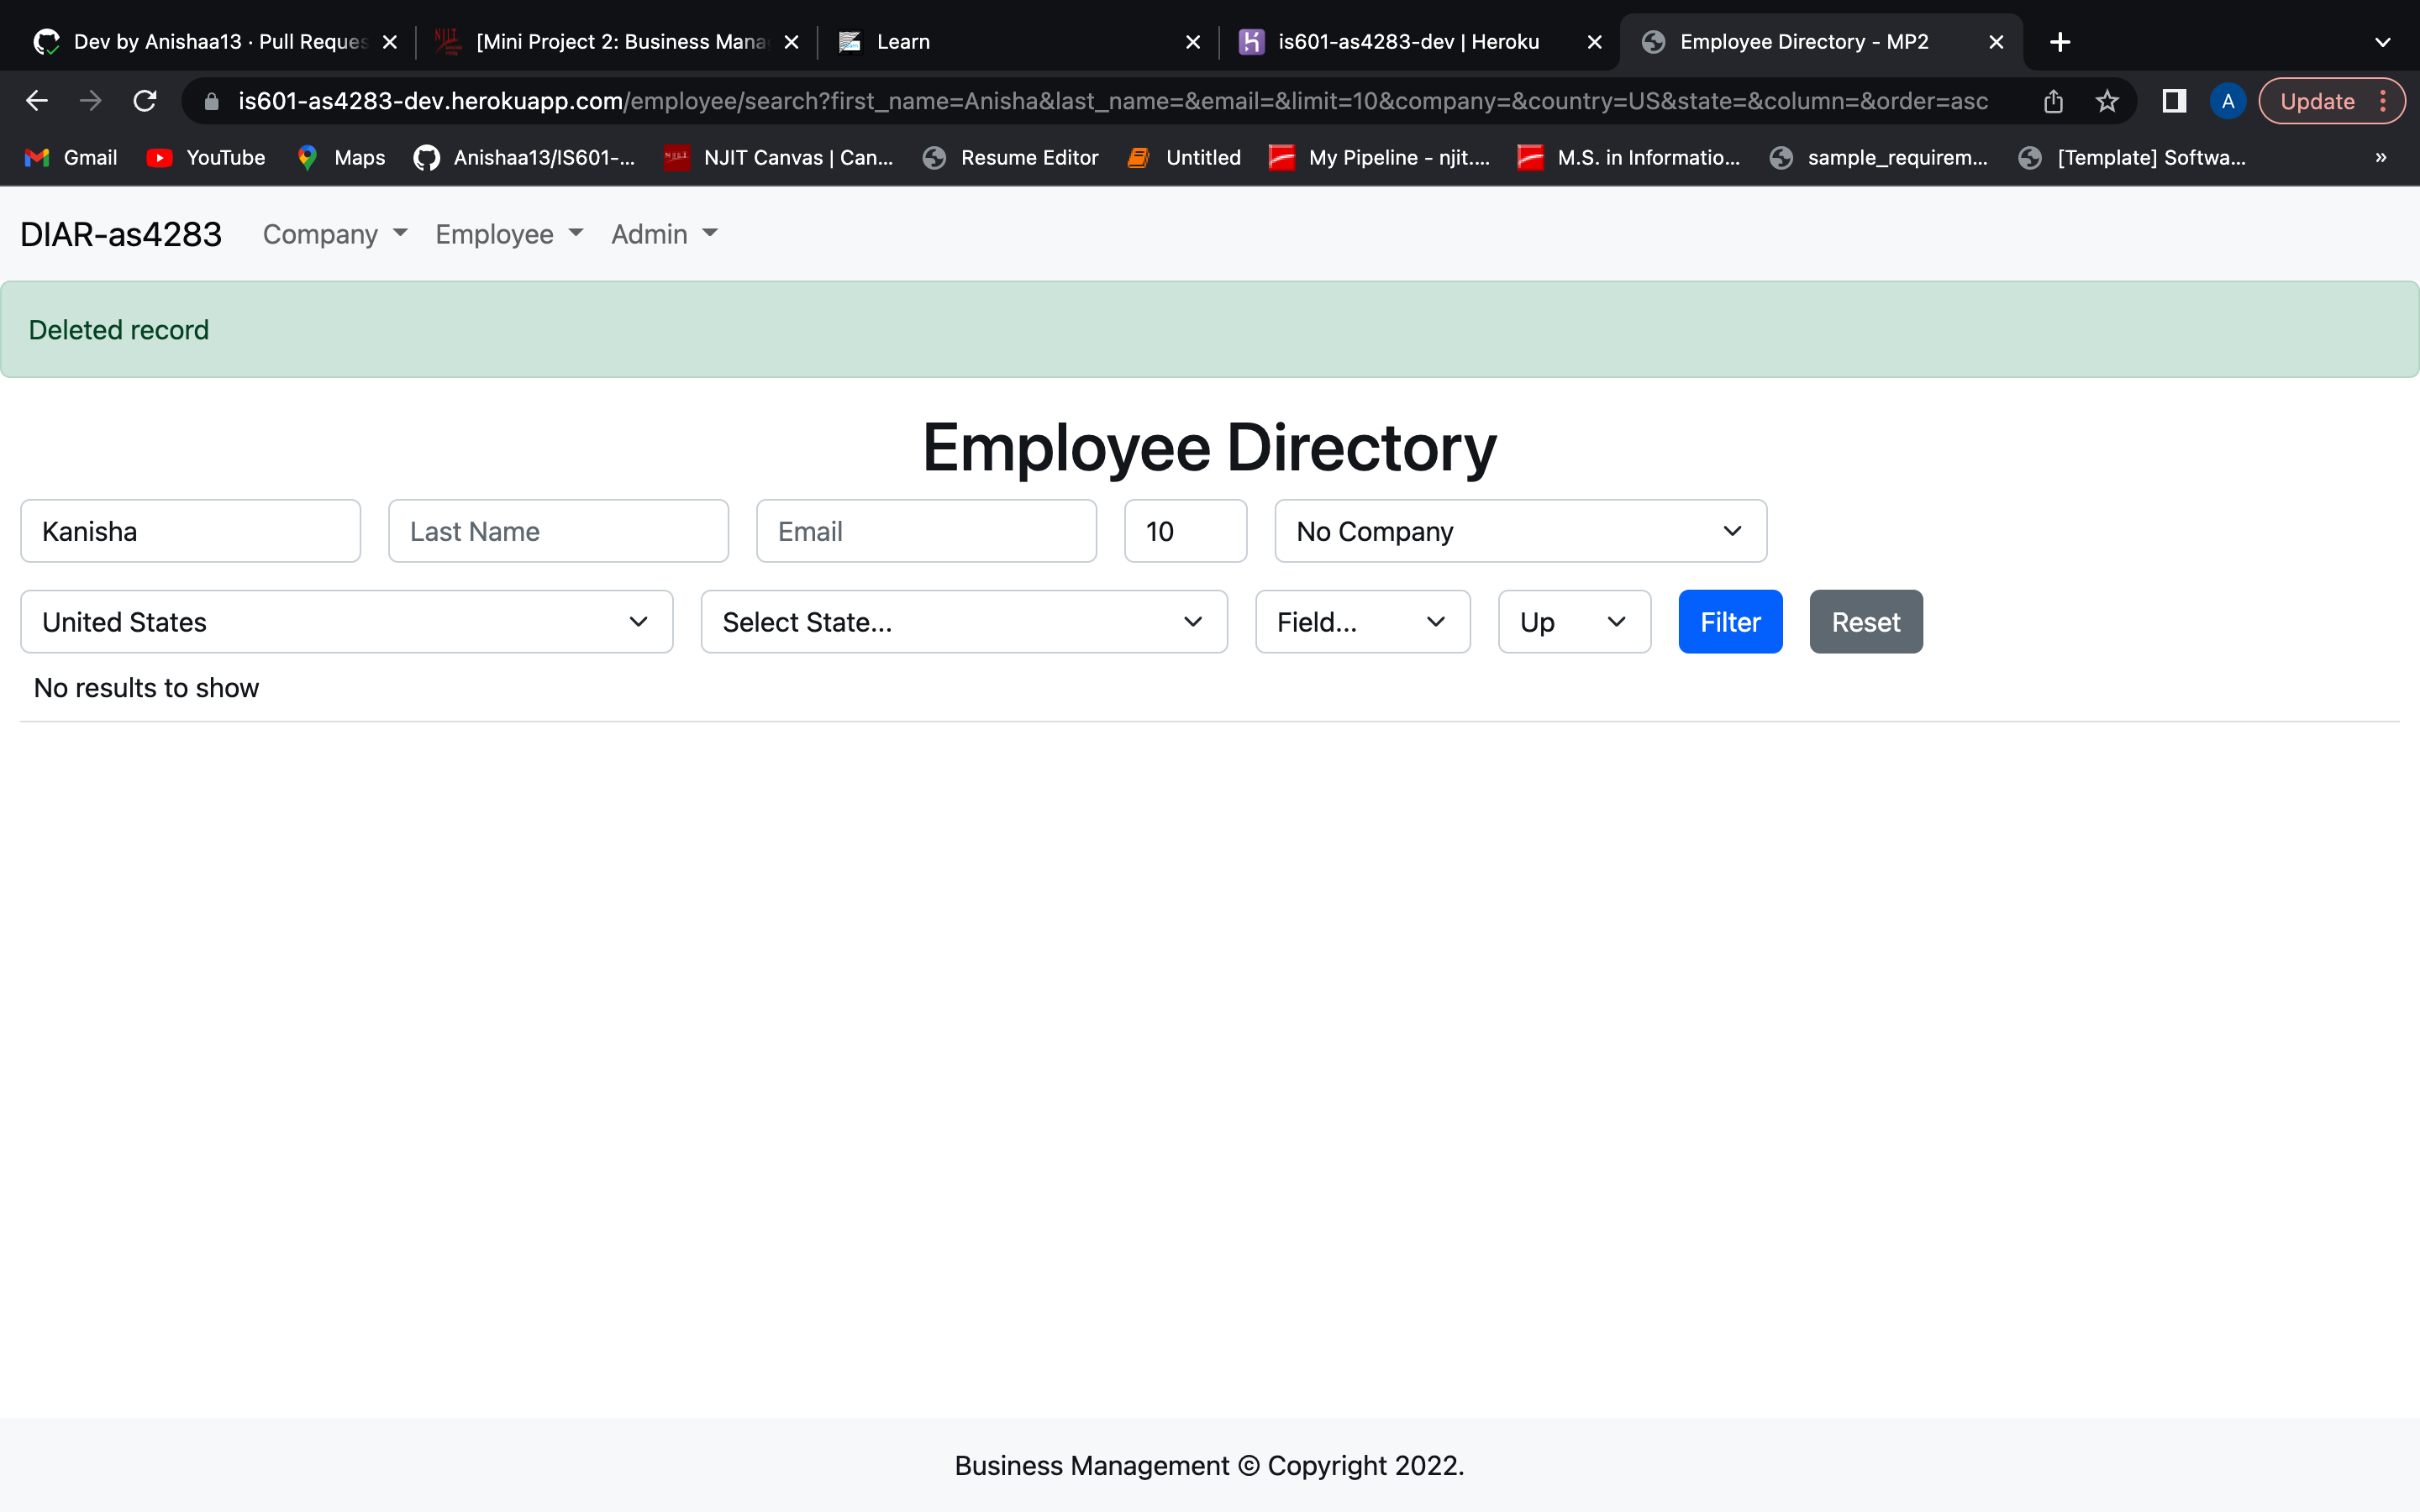 Dev by Anishaa13 · Pull Reques
[Mini Project 2: Business Mana
Learn
is601-as4283-dev | Heroku
Employee Directory - MP2
is601-as4283-dev.herokuapp.com/employee/search?first_name=Anisha&last_name=&email=&limit=10&company=&country=US&state=&column=&order=asc
A
Update
Gmail
YouTube
Maps
Anishaa13/IS601-...
NJIT Canvas | Can...
Resume Editor
Untitled
My Pipeline - njit....
M.S. in Informatio...
sample_requirem...
[Template] Softwa...
»
DIAR-as4283
Company
Employee
Admin
Deleted record
Employee Directory
Kanisha
Last Name
Email
10
No Company
United States
Select State...
Field...
Up
Filter
Reset
No results to show
Business Management © Copyright 2022.